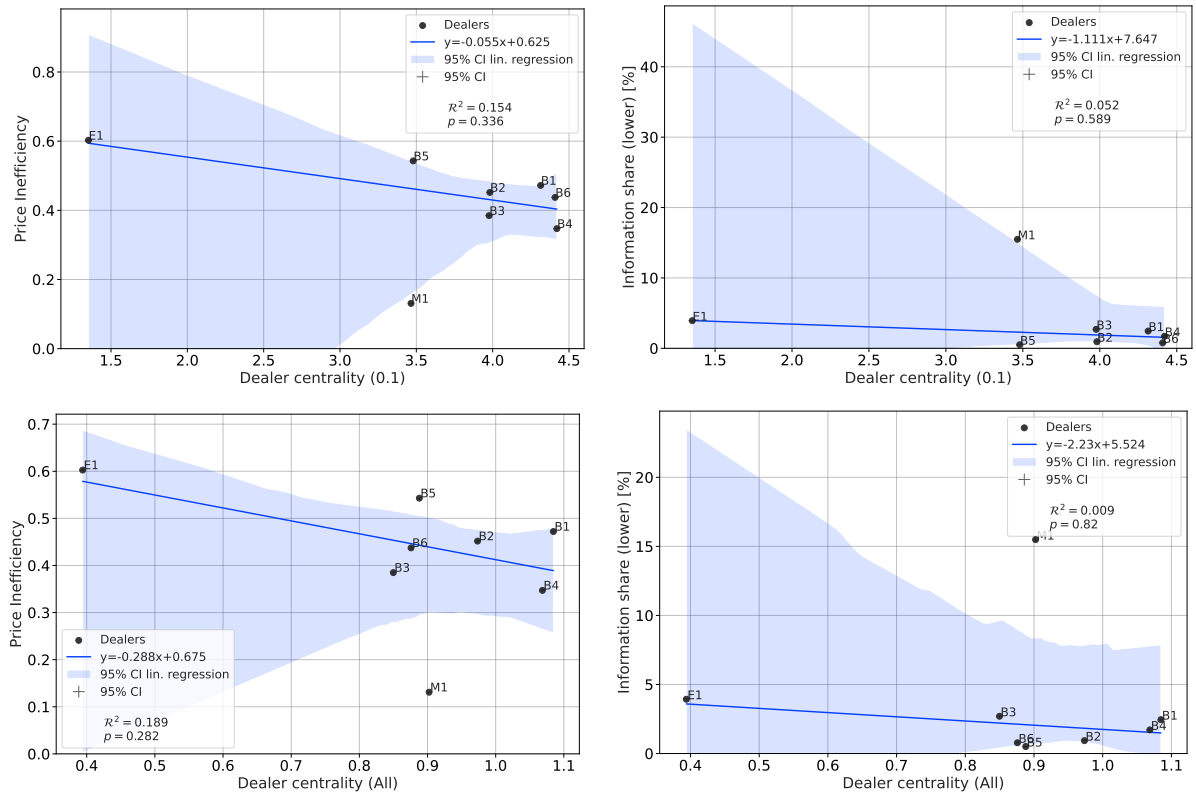 Dealers
y=-0.055x+0.625
95% CI lin. regression
95% CI
R² = 0.154
p = 0.336
E1
B5
B2
B1
B6
B3
B4
M1
0.8
0.6
0.4
0.2
0.0
Price Inefficiency
1.5 2.0 2.5 3.0 3.5 4.0 4.5
Dealer centrality (0.1)
Dealers
y=-1.111x+7.647
95% CI lin. regression
95% CI
R² = 0.052
p = 0.589
M1
E1
B3
B1
B4
B5
B2
B6
40
30
20
10
0
Information share (lower) [%]
1.5 2.0 2.5 3.0 3.5 4.0 4.5
Dealer centrality (0.1)
0.7
0.6
0.5
0.4
0.3
0.2
0.1
0.0
Price Inefficiency
E1
B5
B1
B2
B6
B3
B4
M1
Dealers
y=-0.288x+0.675
95% CI lin. regression
95% CI
R² = 0.189
p = 0.282
0.4 0.5 0.6 0.7 0.8 0.9 1.0 1.1
Dealer centrality (All)
Dealers
y=-2.23x+5.524
95% CI lin. regression
95% CI
R² = 0.009
p = 0.82
M1
E1
B3
B1
B4
B6
B5
B2
20
15
10
5
0
Information share (lower) [%]
0.4 0.5 0.6 0.7 0.8 0.9 1.0 1.1
Dealer centrality (All)